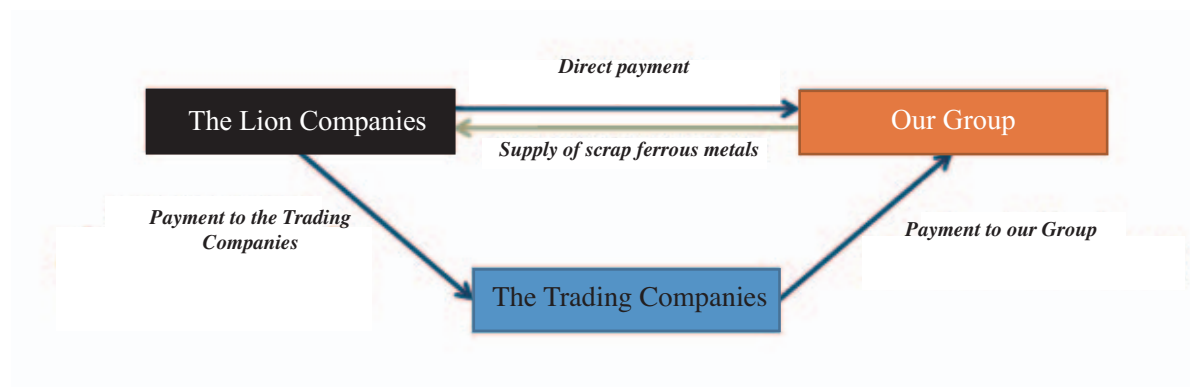 Direct payment
The Lion Companies
Our Group
Supply of scrap ferrous metals
Payment to the Trading
Companies
Payment to our Group
The Trading Companies